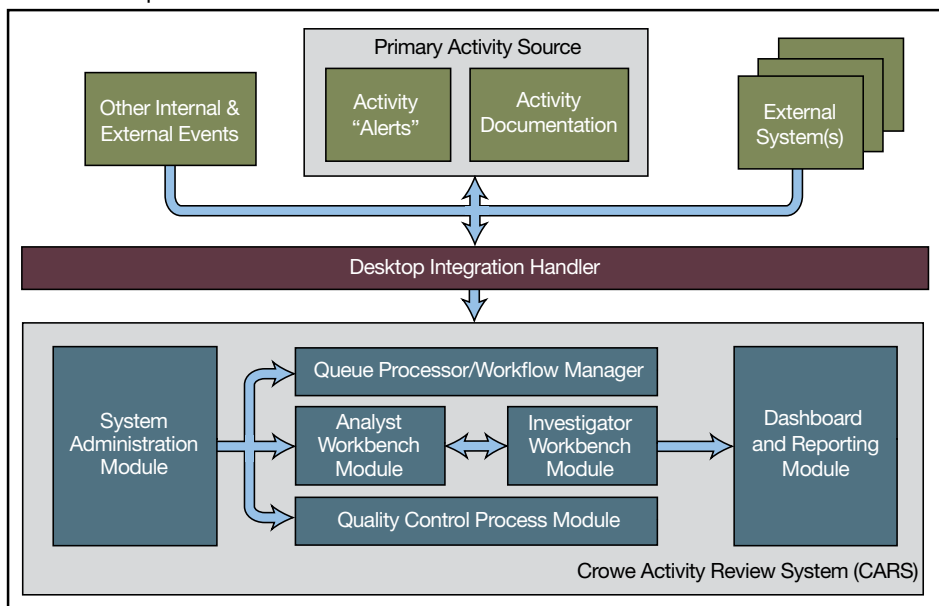 Primary Activity Source
Other Internal &
External Events
Activity
“Alerts”
Activity
Documentation
External
System(s)
Desktop Integration Handler
System
Administration
Module
Queue Processor/Workflow Manager
Analyst
Workbench
Module
Investigator
Workbench
Module
Quality Control Process Module
Dashboard
and Reporting
Module
Crowe Activity Review System (CARS)